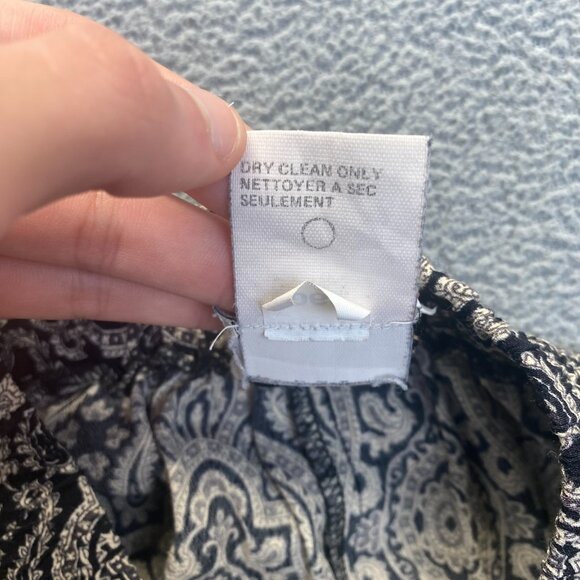 DRY CLEAN ONLY
NETTOYER A SEC
SEULEMENT